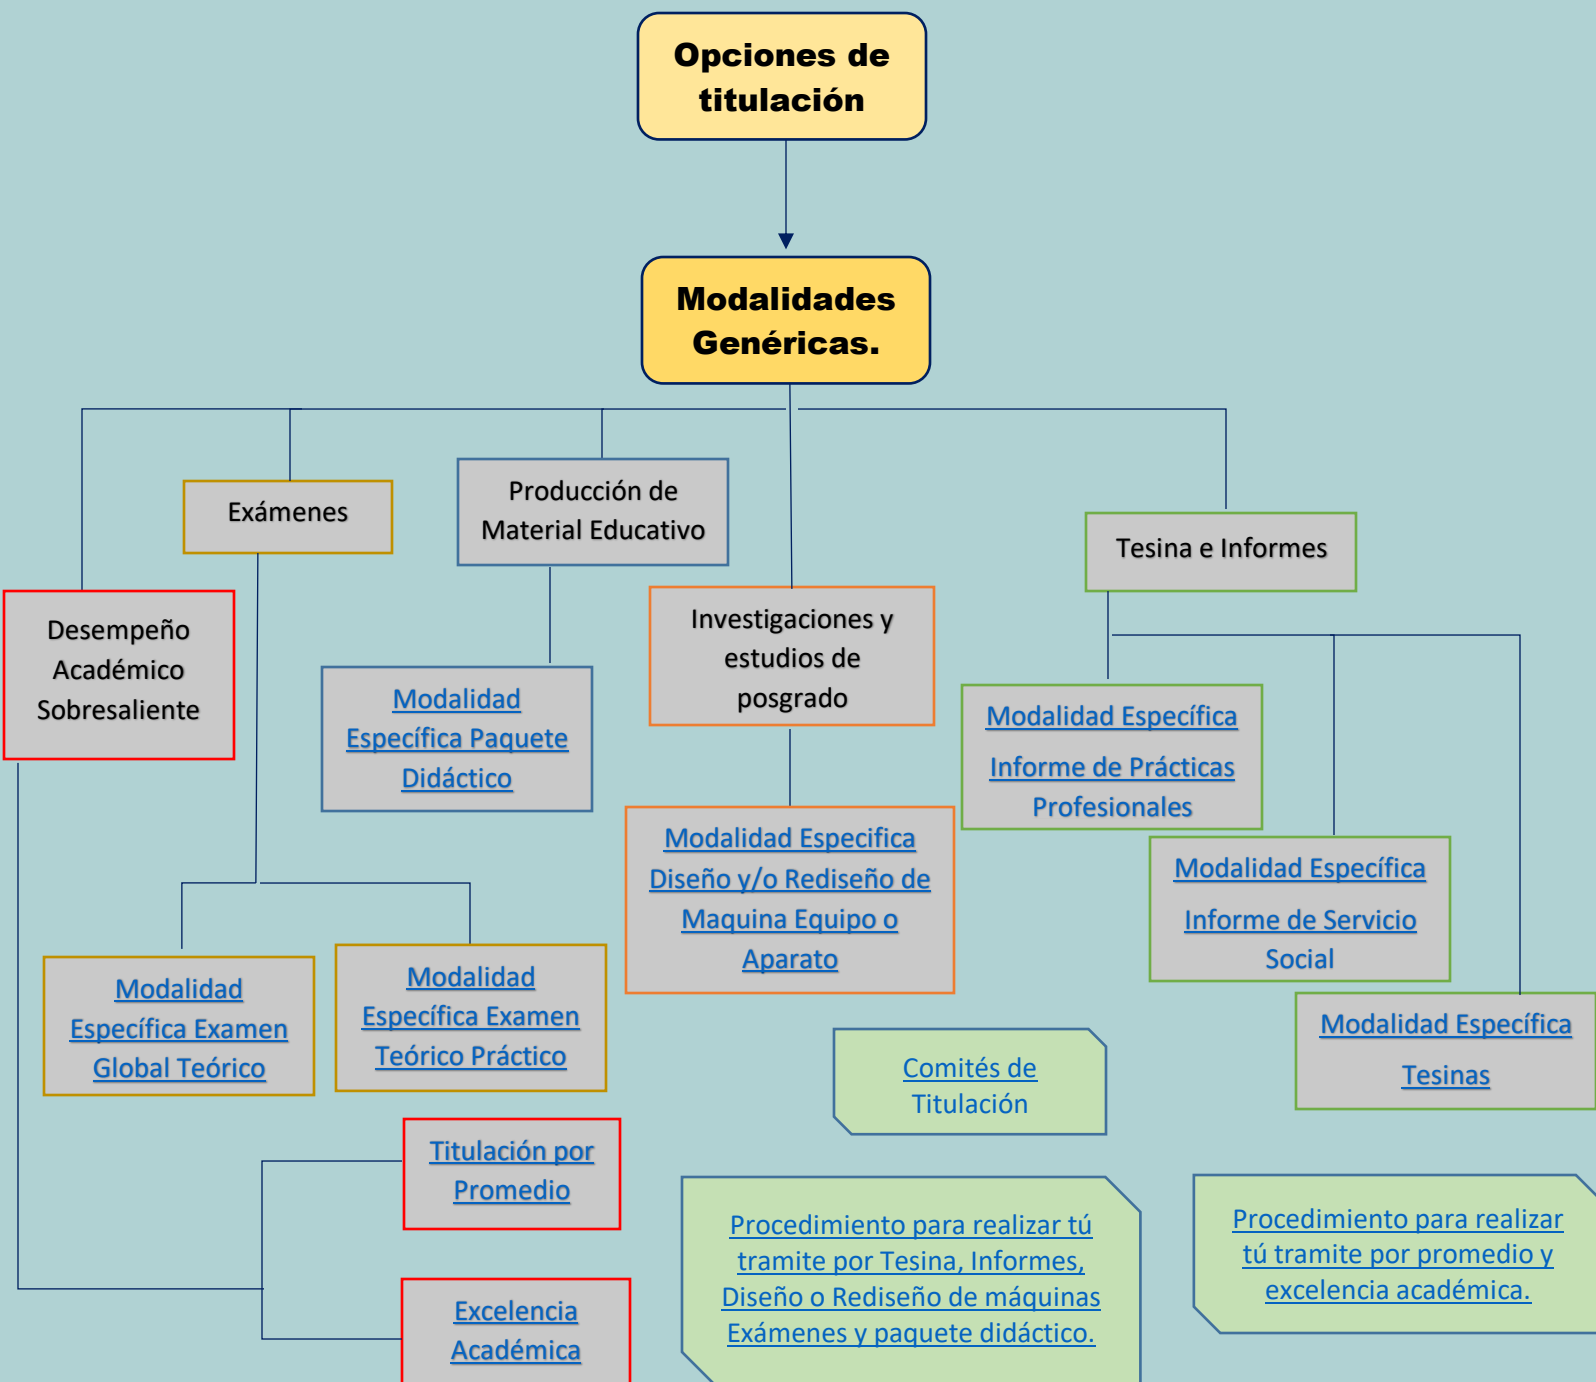 Opciones de
titulación
Modalidades
Genéricas.
Exámenes
Producción de
Material Educativo
Tesina e Informes
Desempeño
Académico
Sobresaliente
Investigaciones y
estudios de
posgrado
Modalidad
Específica Paquete
Didáctico
Modalidad Específica
Informe de Prácticas
Profesionales
Modalidad Especifica
Diseño y/o Rediseño de
Maquina Equipo o
Aparato
Modalidad Específica
Informe de Servicio
Social
Modalidad
Específica Examen
Global Teórico
Modalidad
Específica Examen
Teórico Práctico
Modalidad Específica
Tesinas
Comités de
Titulación
Titulación por
Promedio
Excelencia
Académica
Procedimiento para realizar tú
tramite por Tesina, Informes,
Diseño o Rediseño de máquinas
Exámenes y paquete didáctico.
Procedimiento para realizar
tú tramite por promedio y
excelencia académica.